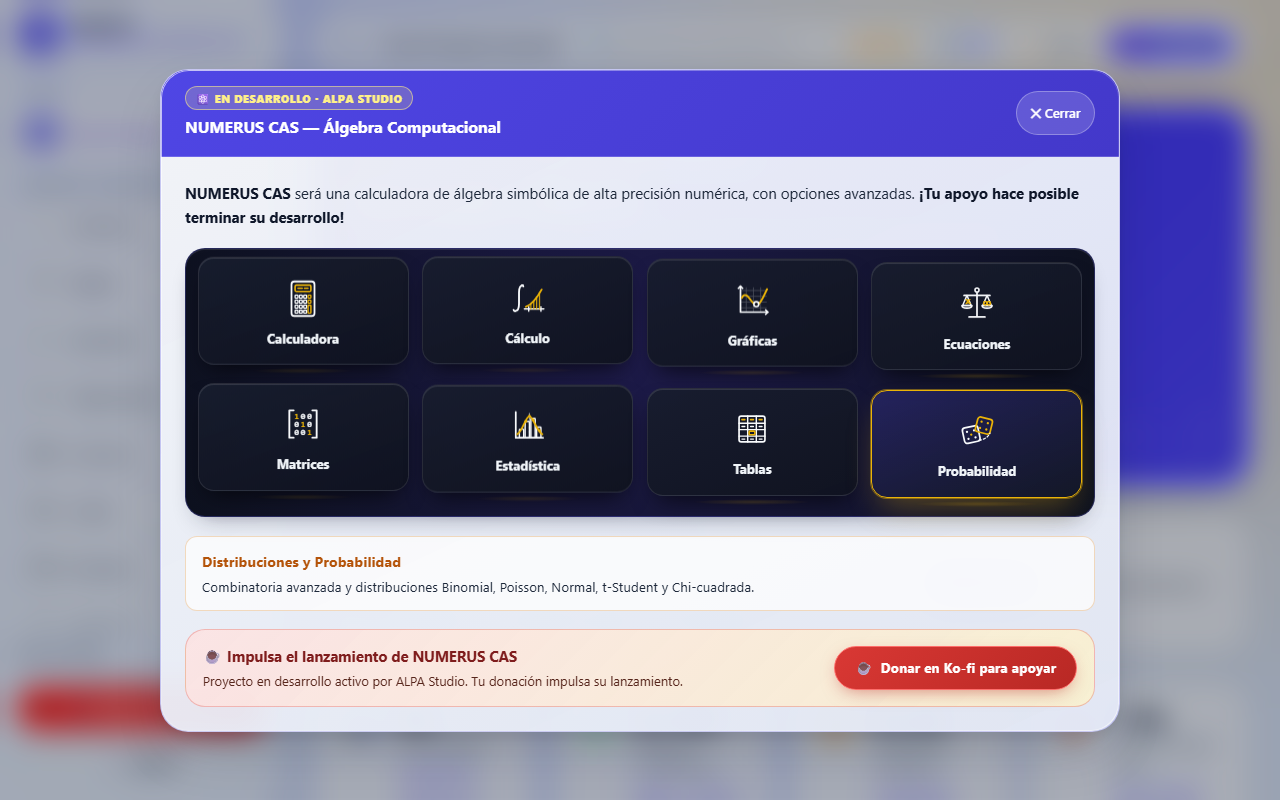 EN DESARROLLO - ALPA STUDIO
NUMERUS CAS — Álgebra Computacional
Cerrar
NUMERUS CAS será una calculadora de álgebra simbólica de alta precisión numérica, con opciones avanzadas. ¡Tu apoyo hace posible
terminar su desarrollo!
Calculadora
Cálculo
Gráficas
Ecuaciones
Matrices
Estadística
Tablas
Probabilidad
Distribuciones y Probabilidad
Combinatoria avanzada y distribuciones Binomial, Poisson, Normal, t-Student y Chi-cuadrada.
Impulsa el lanzamiento de NUMERUS CAS
Proyecto en desarrollo activo por ALPA Studio. Tu donación impulsa su lanzamiento.
Donar en Ko-fi para apoyar